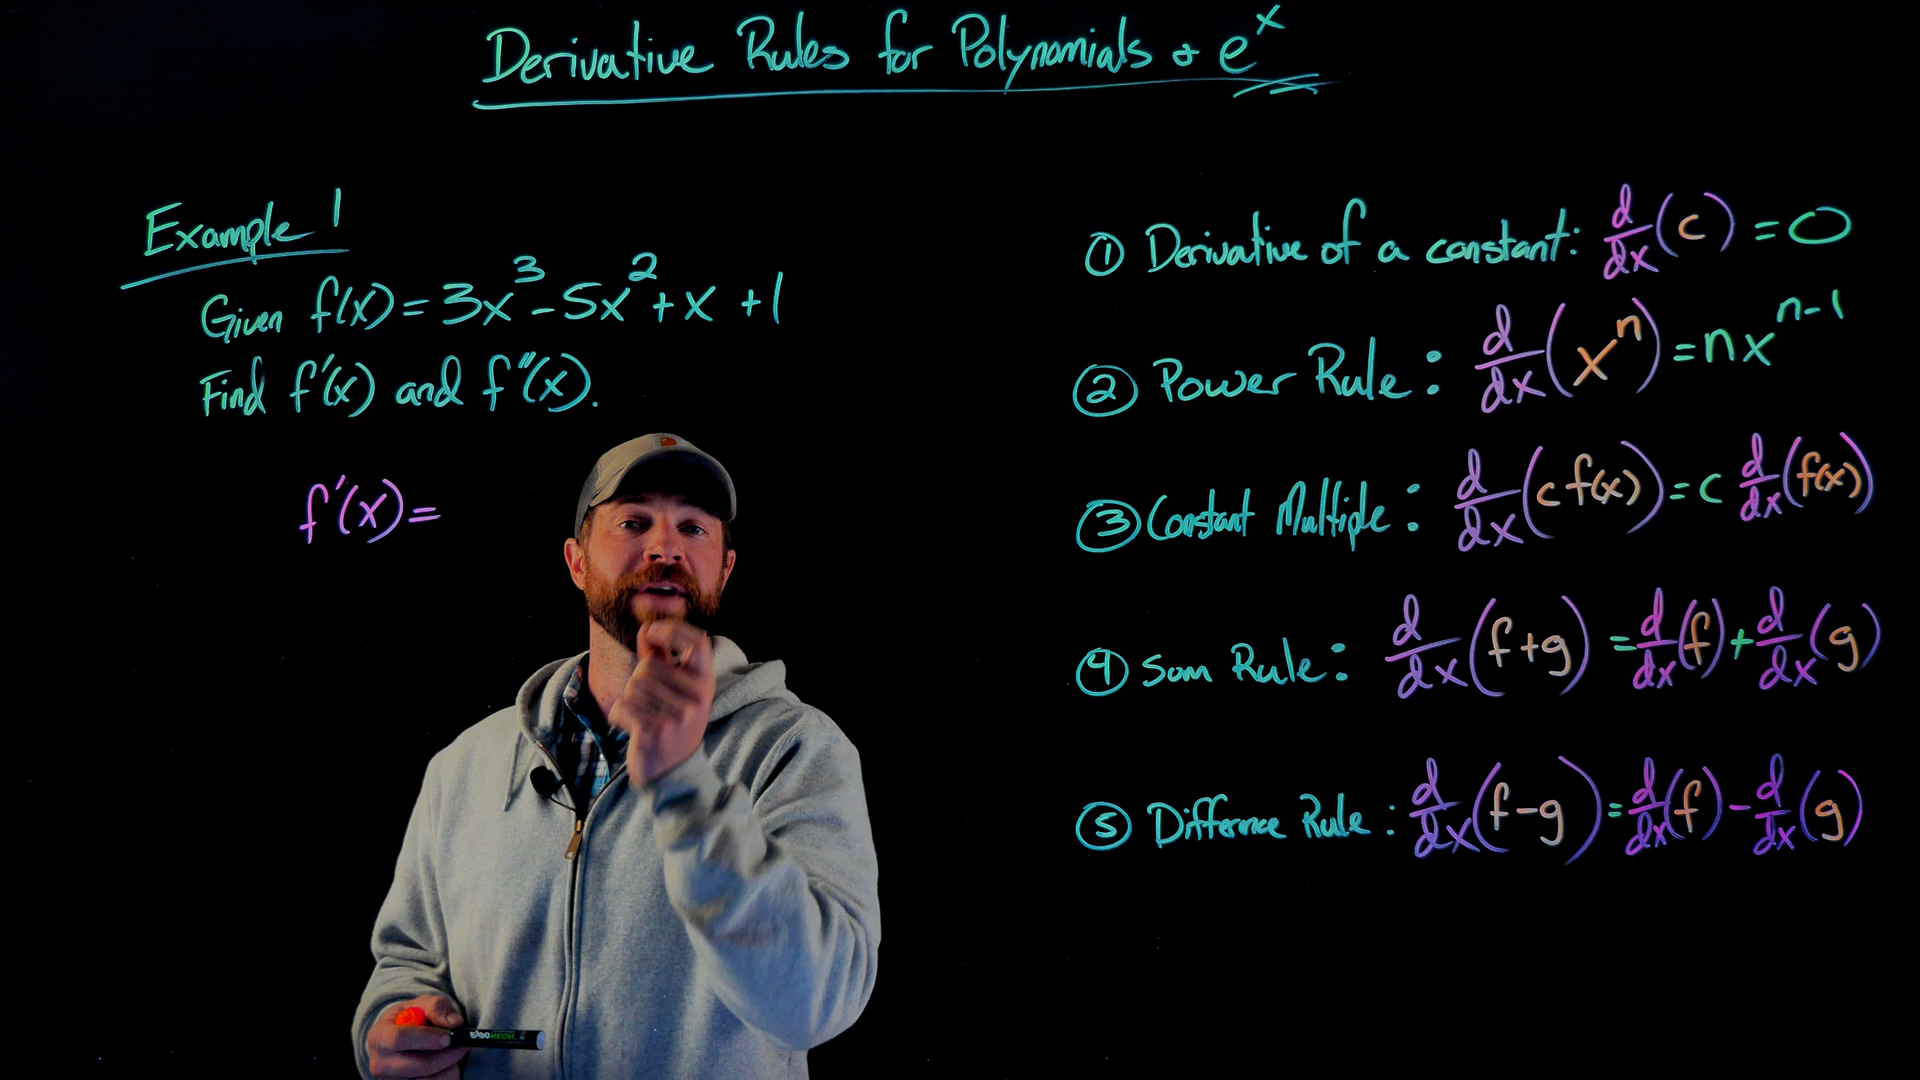 Derivative Rules for Polynomials & e^x
Example 1
Given f(x) = 3x^3 - 5x^2 + x + 1
Find f'(x) and f''(x).
f'(x) =
① Derivative of a constant: d/dx (c) = 0
② Power Rule: d/dx (x^n) = nx^{n-1}
③ Constant Multiple: d/dx (c f(x)) = c d/dx (f(x))
④ Sum Rule: d/dx (f+g) = d/dx (f) + d/dx (g)
⑤ Difference Rule: d/dx (f-g) = d/dx (f) - d/dx (g)
EXPO NEON